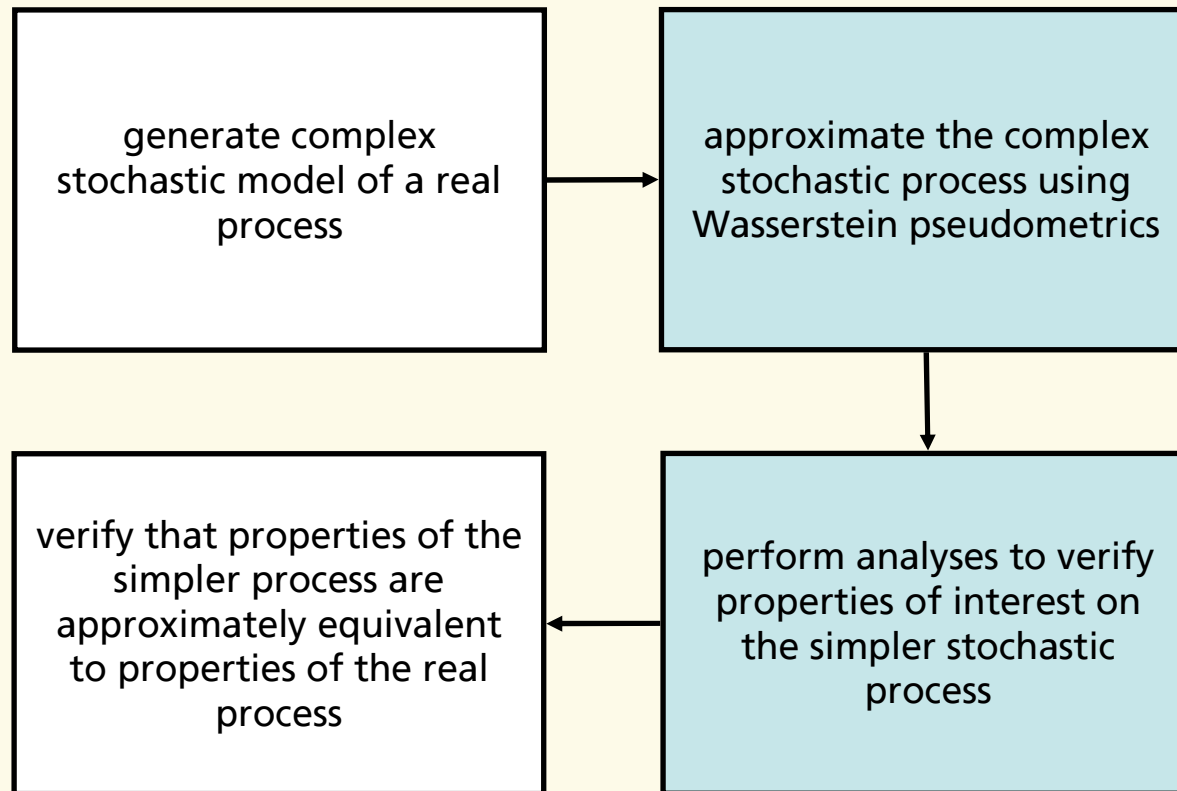 generate complex
stochastic model of a real
process
approximate the complex
stochastic process using
Wasserstein pseudometrics
perform analyses to verify
properties of interest on
the simpler stochastic
process
verify that properties of the
simpler process are
approximately equivalent
to properties of the real
process